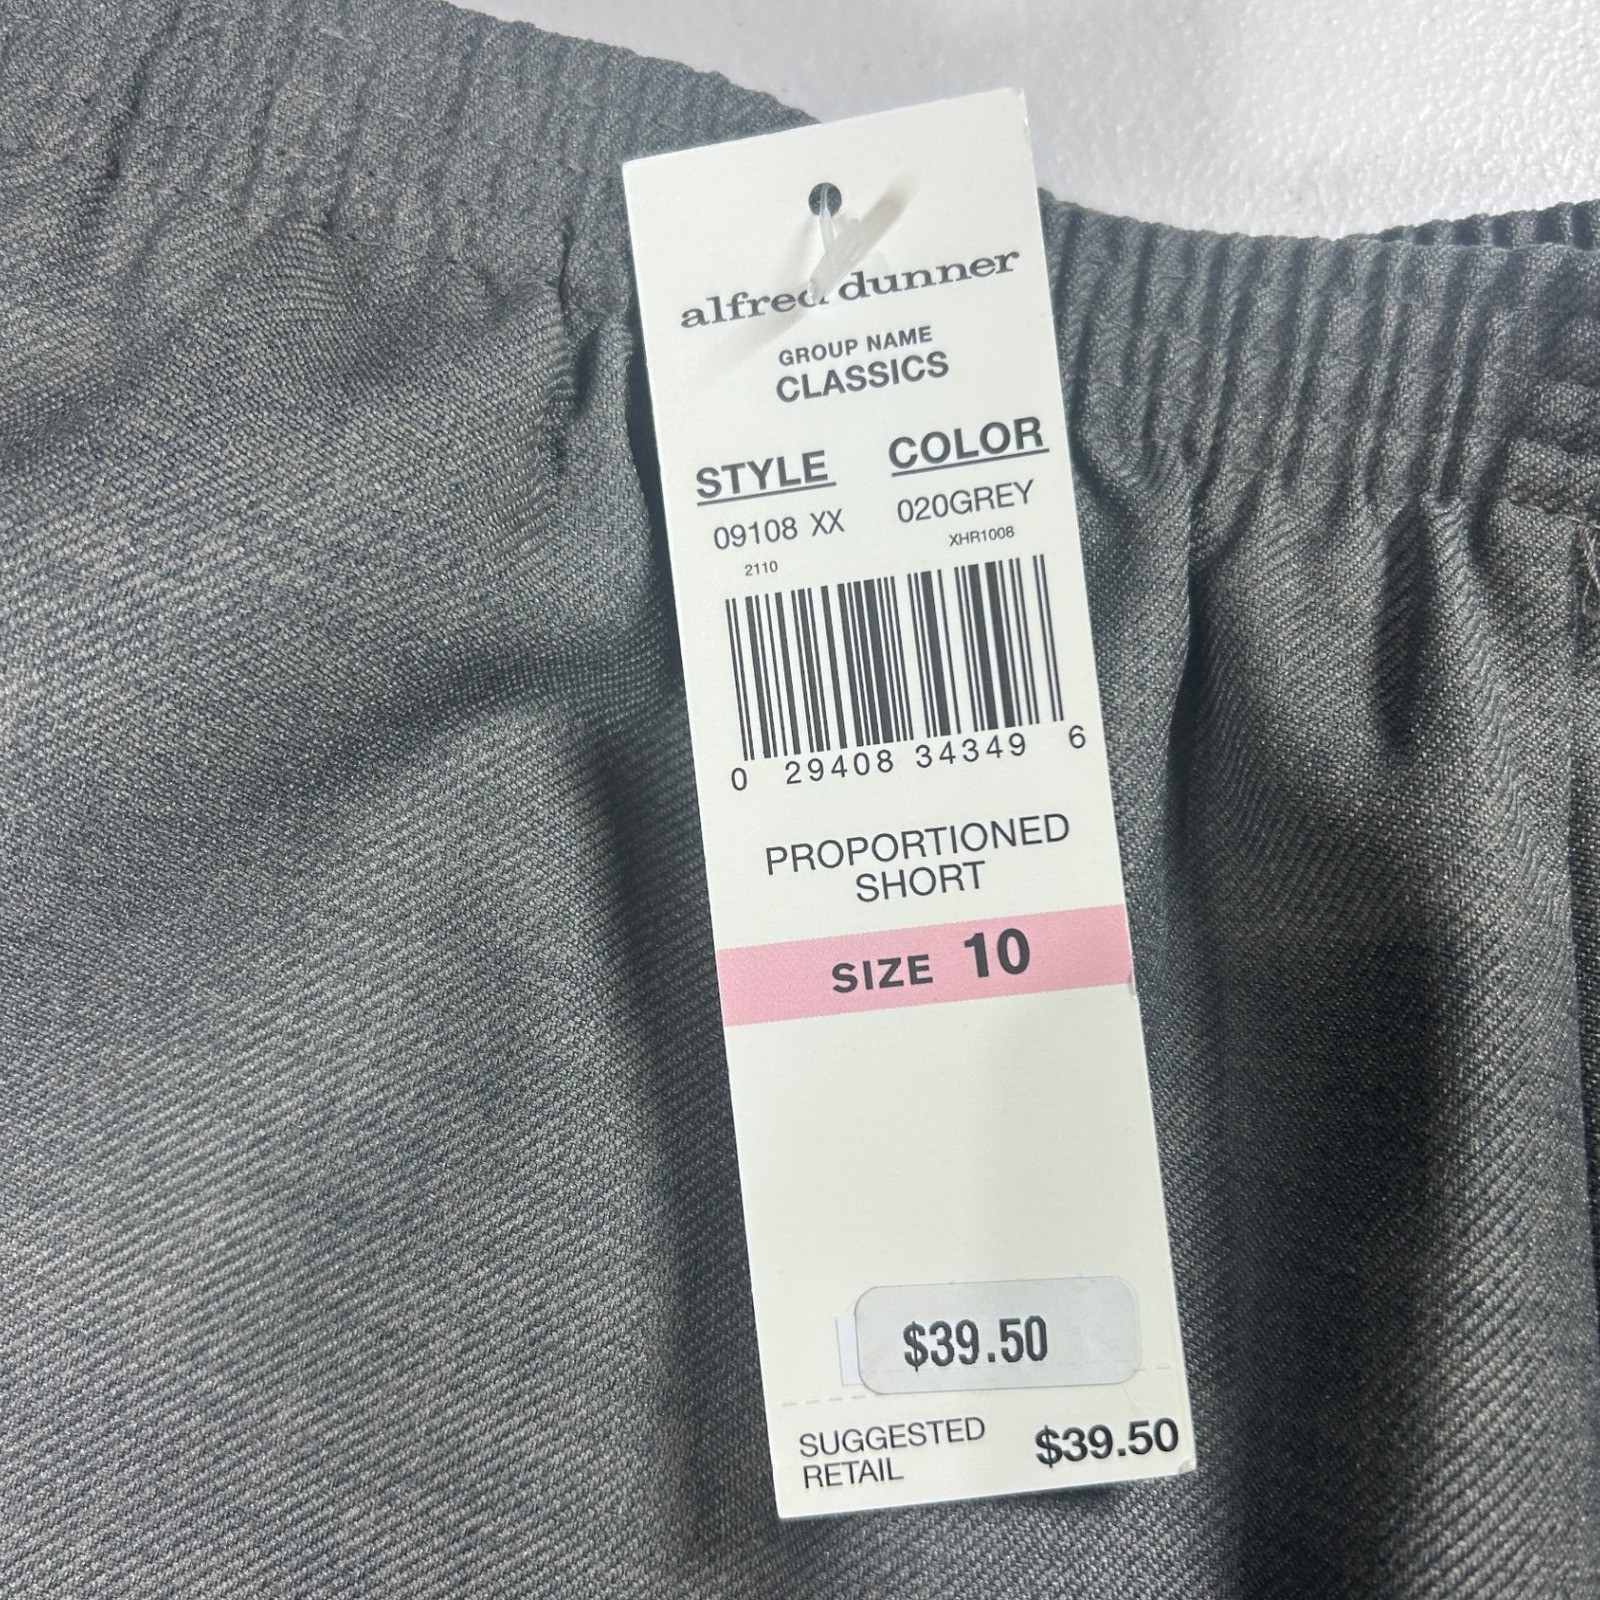 alfred dunner
GROUP NAME
CLASSICS
STYLE COLOR
09108 XX 020GREY
2110 XHR1008
0 29408 34349 6
PROPORTIONED
SHORT
SIZE 10
$39.50
SUGGESTED
RETAIL $39.50